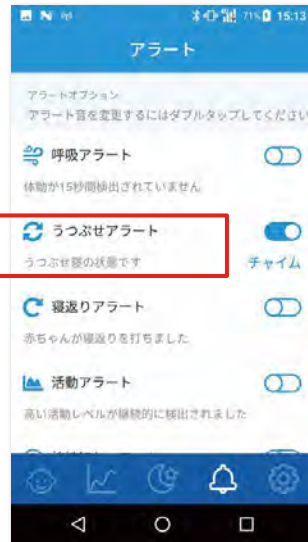 71% 15:13
アラート
アラートオプション
アラート音を変更するにはダブルタップしてください
呼吸アラート
体動が15秒間検出されていません
うつぶせアラート
うつぶせ寝の状態です
チャイム
寝返りアラート
赤ちゃんが寝返りを打ちました
活動アラート
高い活動レベルが継続的に検出されました